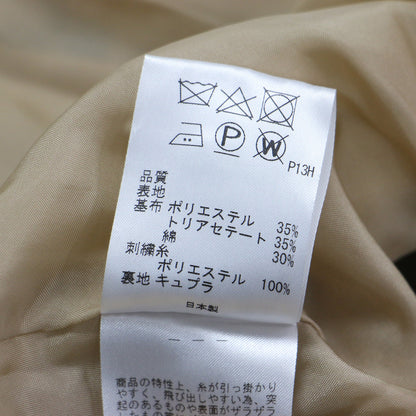 P
W
P13H
品質
表地
基布 ポリエステル 35%
トリアセテート 35%
綿 30%
刺繍糸
ポリエステル 100%
裏地 キュプラ
日本製
商品の特性上、糸が引っ掛かり
やすく、飛び出しやすい為、突
起のあるものや表面がザラザラ